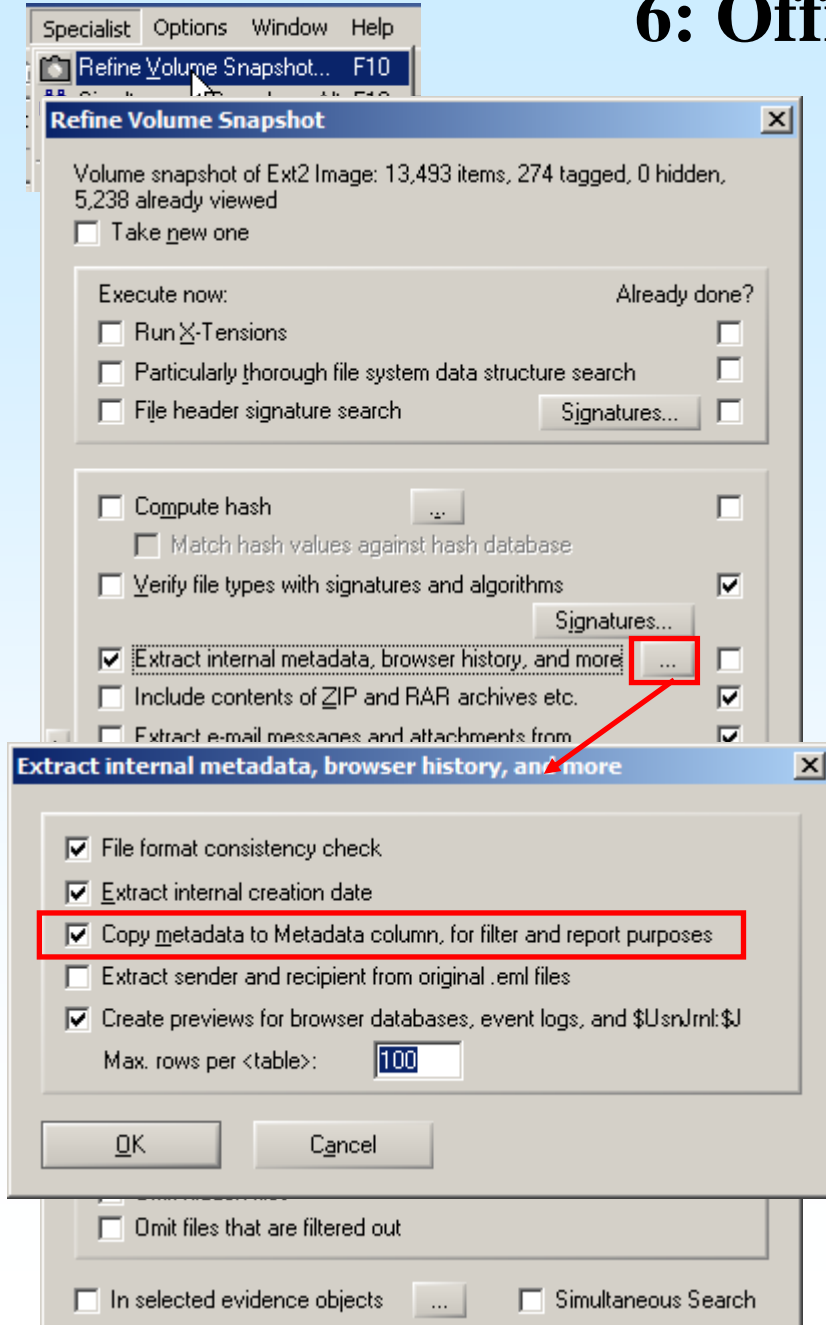 6: Offi
Specialist Options Window Help
Refine Volume Snapshot... F10
Refine Volume Snapshot
Volume snapshot of Ext2 Image: 13,493 items, 274 tagged, 0 hidden,
5,238 already viewed
Take new one
Execute now: Already done?
Run X-Tensions
Particularly thorough file system data structure search
File header signature search Signatures...
Compute hash ...
Match hash values against hash database
Verify file types with signatures and algorithms
Signatures...
Extract internal metadata, browser history, and more ...
Include contents of ZIP and RAR archives etc.
Extract e-mail messages and attachments from
Extract internal metadata, browser history, and more
File format consistency check
Extract internal creation date
Copy metadata to Metadata column, for filter and report purposes
Extract sender and recipient from original .eml files
Create previews for browser databases, event logs, and $UsnJrnl:$J
Max. rows per <table>: 100
OK Cancel
Omit files that are filtered out
In selected evidence objects ... Simultaneous Search